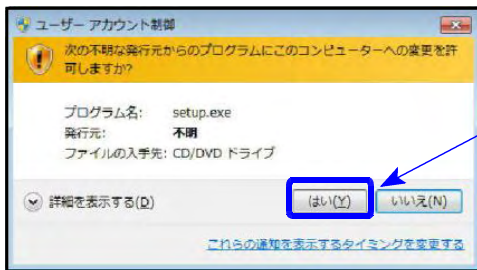 ユーザー アカウント制御
次の不明な発行元からのプログラムにこのコンピューターへの変更を許
可しますか?
プログラム名: setup.exe
発行元: 不明
ファイルの入手先: CD/DVD ドライブ
詳細を表示する(D) はい(Y) いいえ(N)
これらの通知を表示するタイミングを変更する